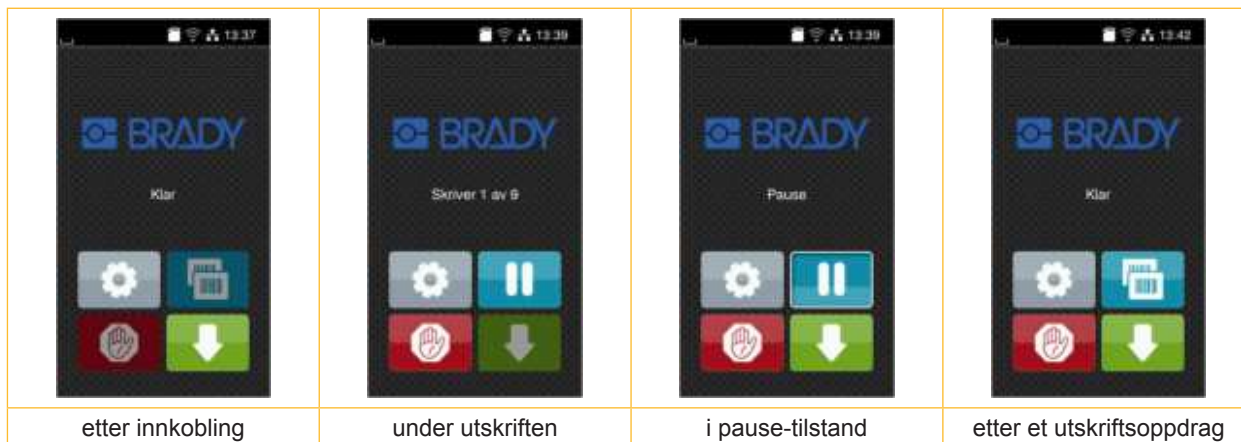 13:37
BRADY
Klar
etter innkobling
13:39
BRADY
Skriver 1 av 9
under utskriften
13:39
BRADY
Pause
i pause-tilstand
13:42
BRADY
Klar
etter et utskriftsoppdrag